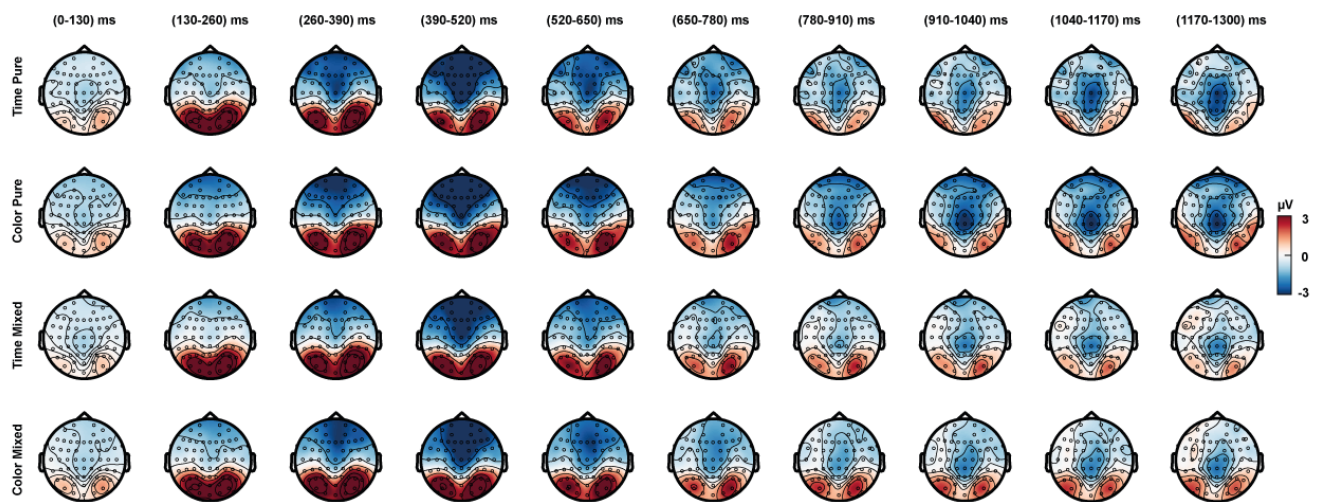 (0-130) ms (130-260) ms (260-390) ms (390-520) ms (520-650) ms (650-780) ms (780-910) ms (910-1040) ms (1040-1170) ms (1170-1300) ms
Time Pure
Color Pure
µV
3
0
-3
Time Mixed
Color Mixed